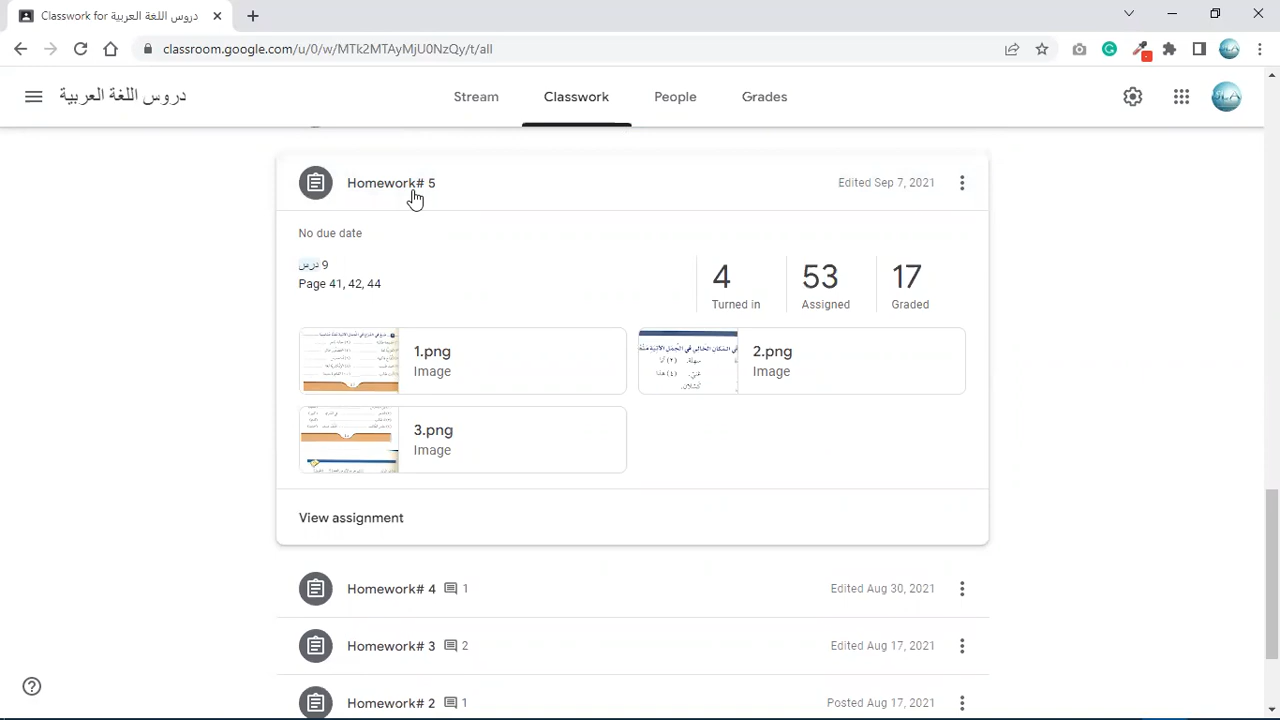 Classwork for دروس اللغة العربية
classroom.google.com/u/0/w/MTk2MTAyMjU0NzQy/t/all
دروس اللغة العربية
Stream
Classwork
People
Grades
Homework# 5
Edited Sep 7, 2021
No due date
درس 9
Page 41, 42, 44
4
Turned in
53
Assigned
17
Graded
1.png
Image
2.png
Image
3.png
Image
View assignment
Homework# 4
1
Edited Aug 30, 2021
Homework# 3
2
Edited Aug 17, 2021
Homework# 2
1
Posted Aug 17, 2021